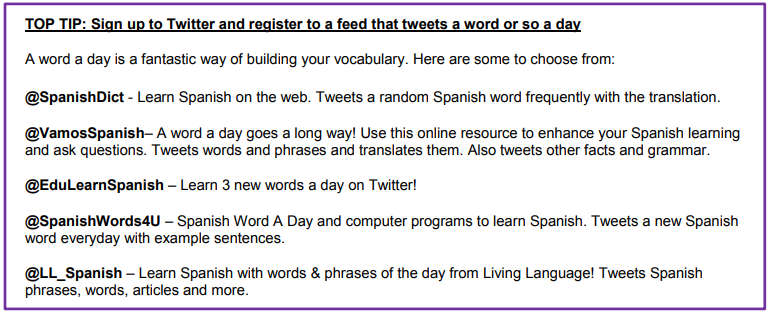 TOP TIP: Sign up to Twitter and register to a feed that tweets a word or so a day
A word a day is a fantastic way of building your vocabulary. Here are some to choose from:
@SpanishDict - Learn Spanish on the web. Tweets a random Spanish word frequently with the translation.
@VamosSpanish– A word a day goes a long way! Use this online resource to enhance your Spanish learning
and ask questions. Tweets words and phrases and translates them. Also tweets other facts and grammar.
@EduLearnSpanish – Learn 3 new words a day on Twitter!
@SpanishWords4U – Spanish Word A Day and computer programs to learn Spanish. Tweets a new Spanish
word everyday with example sentences.
@LL_Spanish – Learn Spanish with words & phrases of the day from Living Language! Tweets Spanish
phrases, words, articles and more.